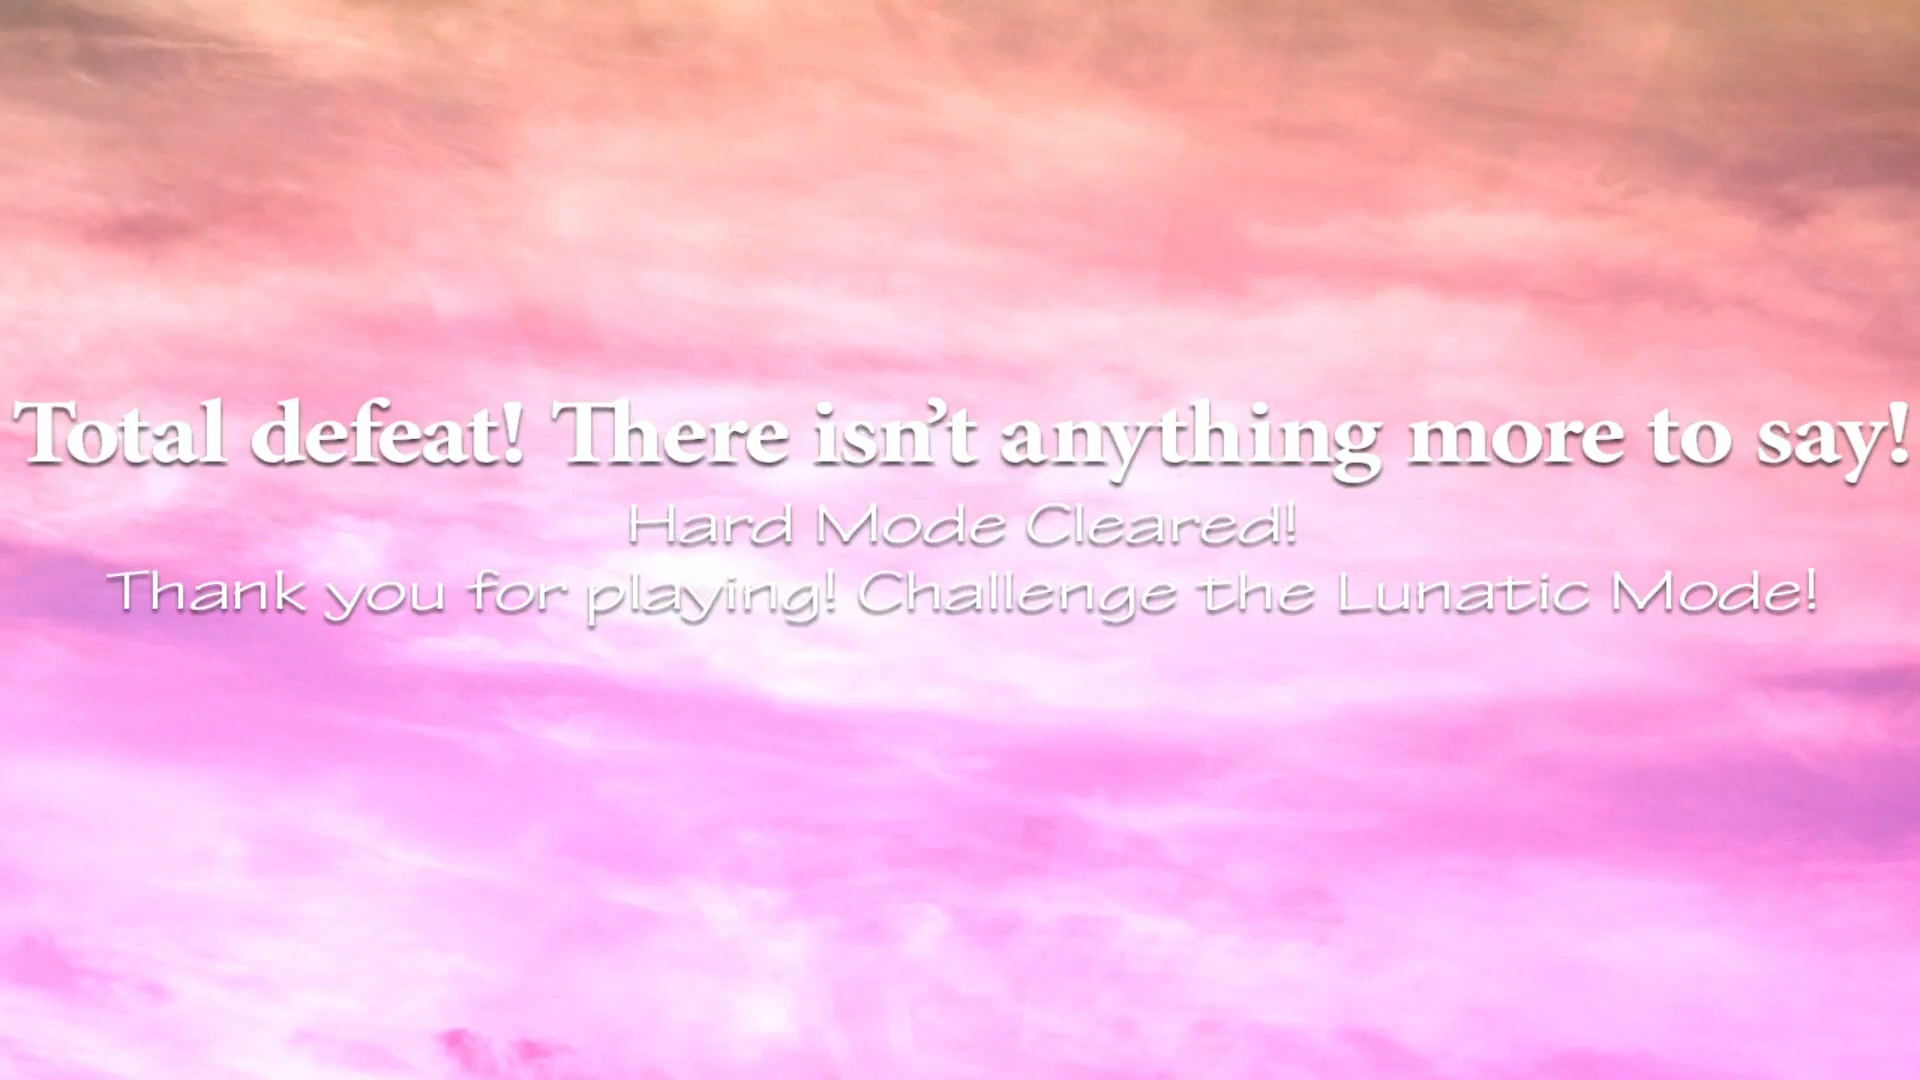 Total defeat! There isn’t anything more to say!
Hard Mode Cleared!
Thank you for playing! Challenge the Lunatic Mode!